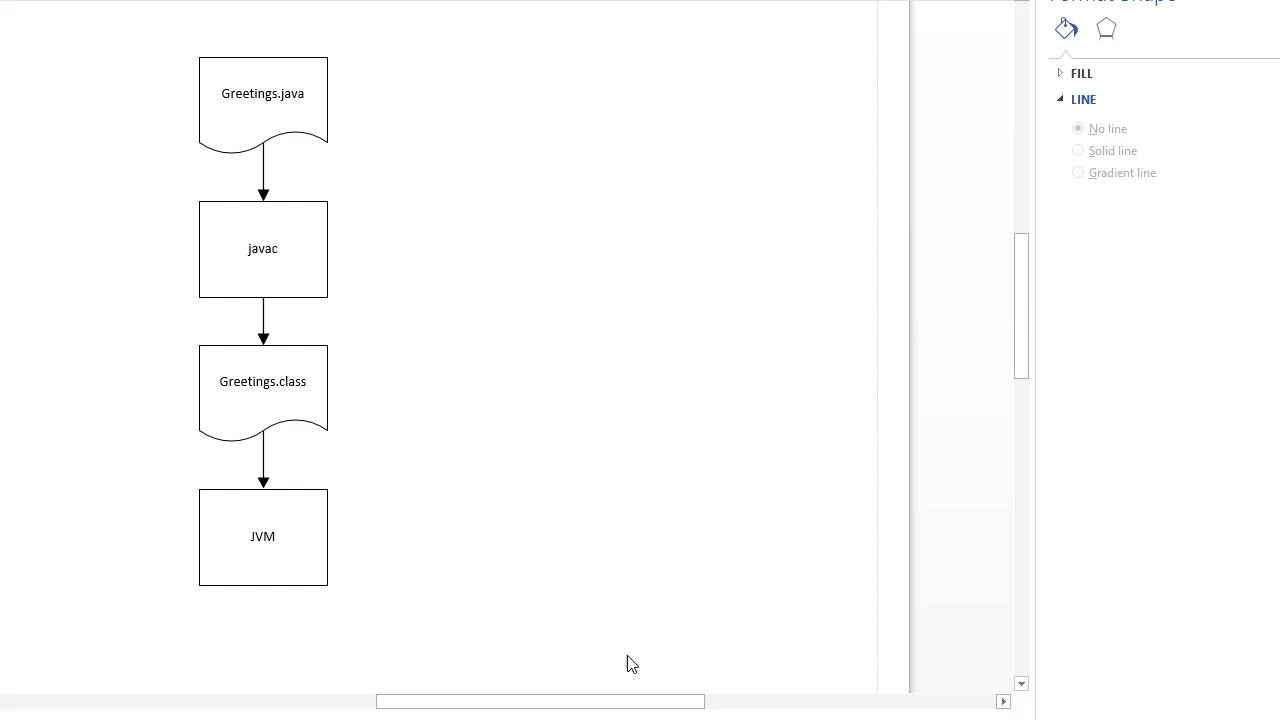 Greetings.java
javac
Greetings.class
JVM
FILL
LINE
No line
Solid line
Gradient line